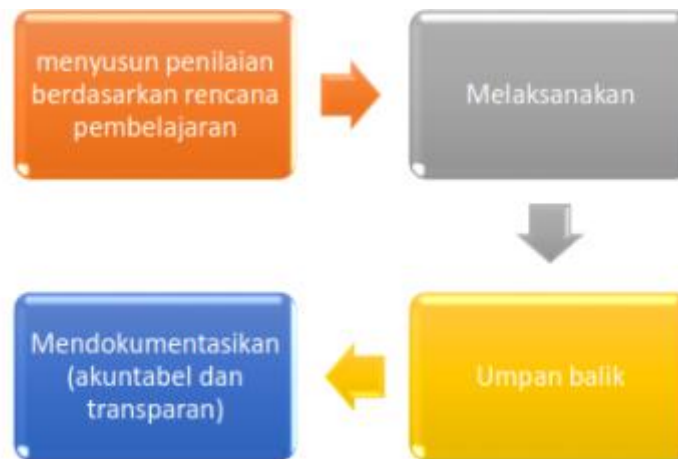 menyusun penilaian
berdasarkan rencana
pembelajaran
Melaksanakan
Umpan balik
Mendokumentasikan
(akuntabel dan
transparan)